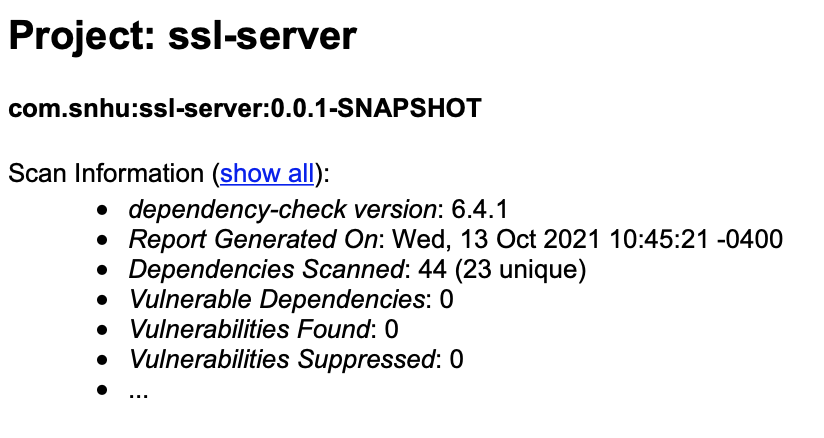 Project: ssl-server
com.snhu:ssl-server:0.0.1-SNAPSHOT
Scan Information (show all):
• dependency-check version: 6.4.1
• Report Generated On: Wed, 13 Oct 2021 10:45:21 -0400
• Dependencies Scanned: 44 (23 unique)
• Vulnerable Dependencies: 0
• Vulnerabilities Found: 0
• Vulnerabilities Suppressed: 0
• ...